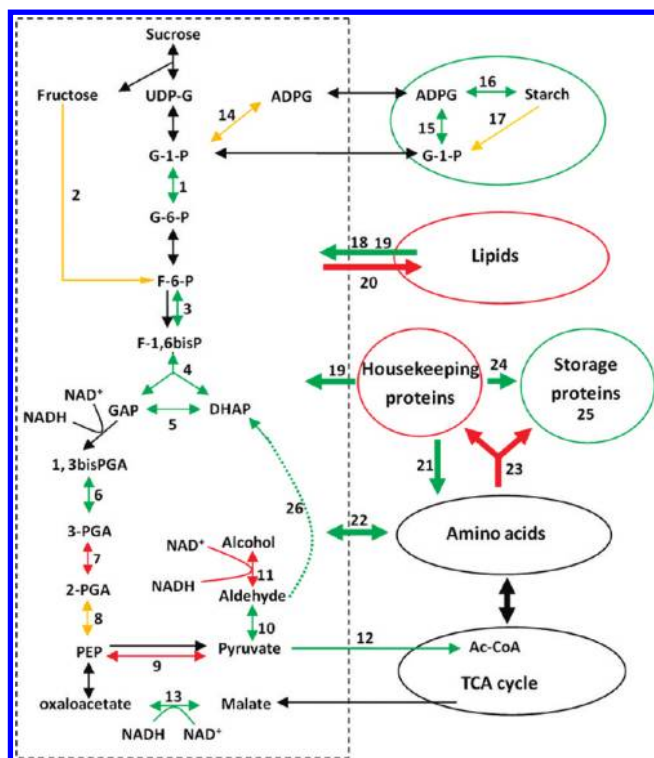 Sucrose
Fructose
UDP-G
ADPG
ADPG
16
Starch
14
15
17
G-1-P
G-1-P
1
2
G-6-P
18 19
Lipids
20
F-6-P
3
F-1,6bisP
4
19
Housekeeping
proteins
24
Storage
proteins
25
NAD+
NADH
GAP
5
DHAP
1,3bisPGA
21
23
6
26
22
Amino acids
3-PGA
NAD+
Alcohol
7
NADH
11
2-PGA
Aldehyde
8
10
PEP
9
Pyruvate
12
Ac-CoA
TCA cycle
oxaloacetate
13
Malate
NADH
NAD+